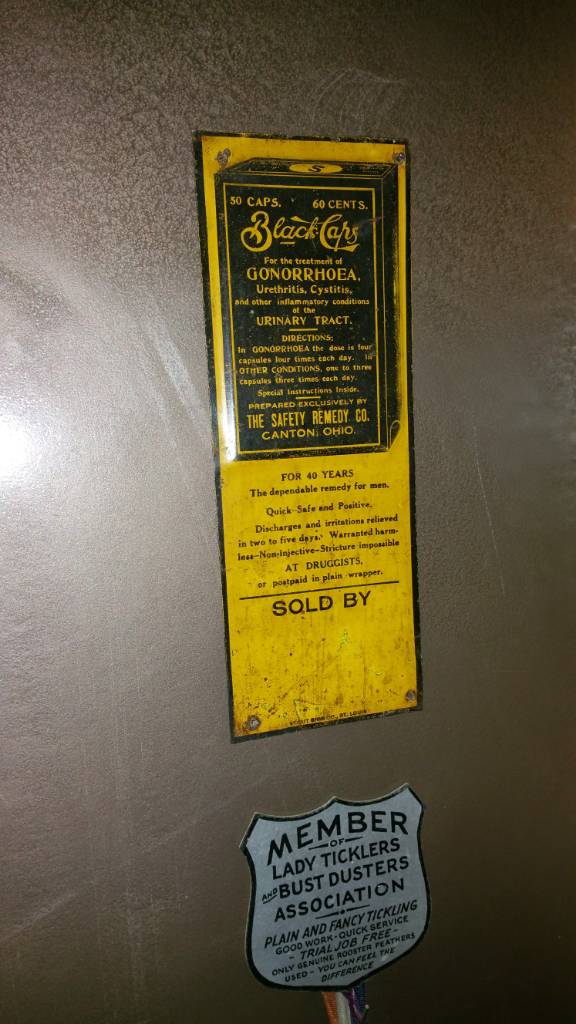 S
50 CAPS. 60 CENTS.
Black-Caps
For the treatment of
GONORRHOEA,
Urethritis, Cystitis,
and other inflammatory conditions
of the
URINARY TRACT.
DIRECTIONS:
In GONORRHOEA the dose is four
capsules four times each day. In
OTHER CONDITIONS, one to three
capsules three times each day.
Special Instructions Inside.
PREPARED EXCLUSIVELY BY
THE SAFETY REMEDY CO.
CANTON, OHIO.
FOR 40 YEARS
The dependable remedy for men.
Quick-Safe and Positive.
Discharges and irritations relieved
in two to five days. Warranted harm-
less-Non-Injective-Stricture impossible
AT DRUGGISTS,
or postpaid in plain wrapper.
SOLD BY
SIGN CO., ST. LOUIS
MEMBER
OF
LADY TICKLERS
AND BUST DUSTERS
ASSOCIATION
PLAIN AND FANCY TICKLING
GOOD WORK - QUICK SERVICE
- TRIAL JOB FREE -
ONLY GENUINE ROOSTER FEATHERS
USED - YOU CAN FEEL THE
DIFFERENCE